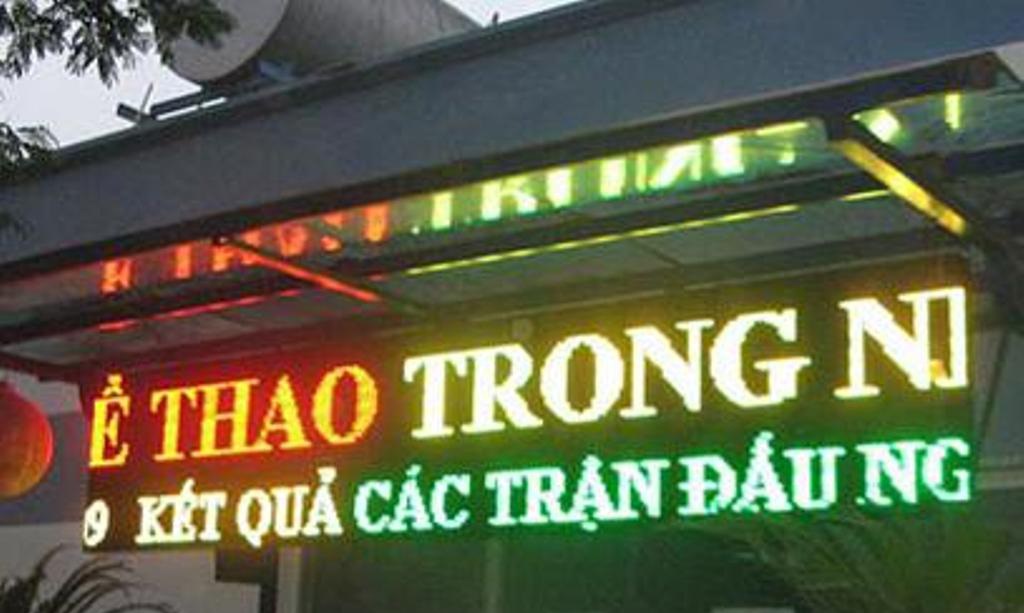 Ể THAO TRONG N
9 KẾT QUẢ CÁC TRẬN ĐẤU NG